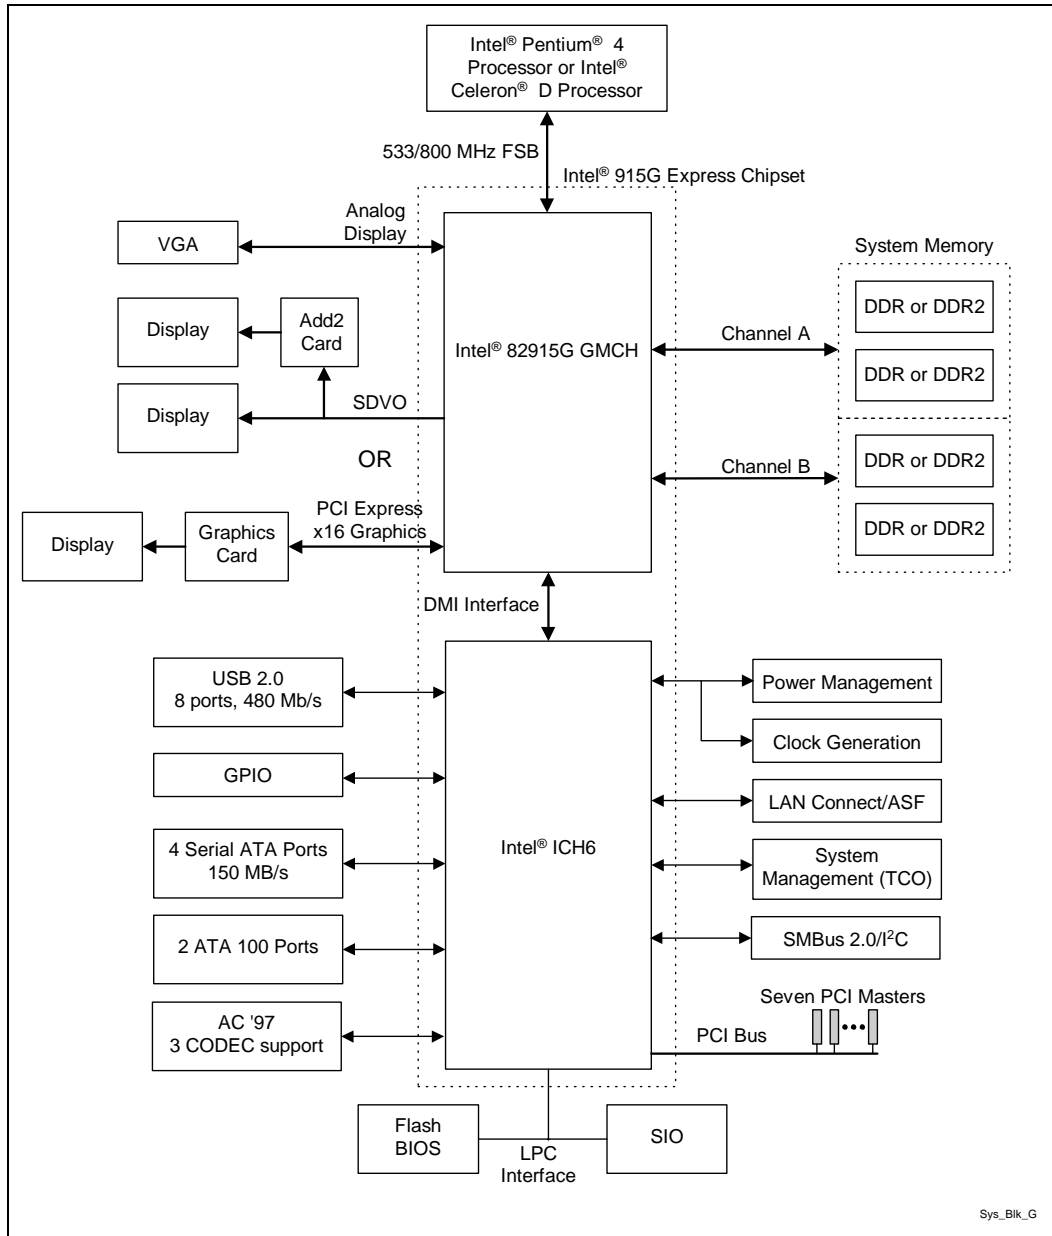 Intel® Pentium® 4
Processor or Intel®
Celeron® D Processor
533/800 MHz FSB
Intel® 915G Express Chipset
Analog
Display
VGA
System Memory
DDR or DDR2
Display
Add2
Card
Channel A
Intel® 82915G GMCH
DDR or DDR2
Display
SDVO
OR
DDR or DDR2
Channel B
PCI Express
x16 Graphics
Display
Graphics
Card
DDR or DDR2
DMI Interface
USB 2.0
8 ports, 480 Mb/s
Power Management
Clock Generation
GPIO
LAN Connect/ASF
4 Serial ATA Ports
150 MB/s
Intel® ICH6
System
Management (TCO)
2 ATA 100 Ports
SMBus 2.0/I²C
Seven PCI Masters
AC '97
3 CODEC support
PCI Bus
Flash
BIOS
LPC
Interface
SIO
Sys_Blk_G